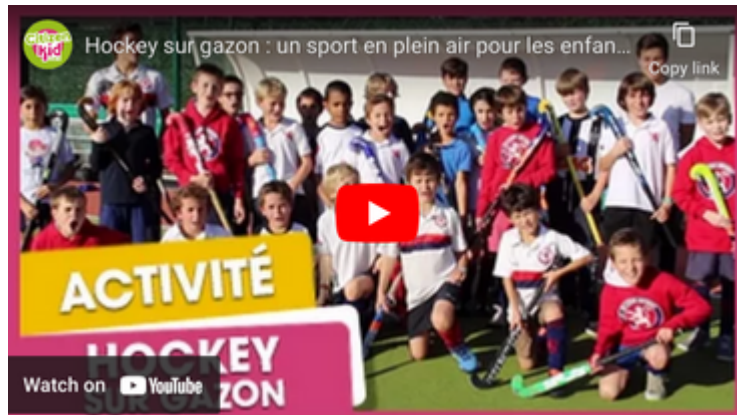 Citizen
kid
Hockey sur gazon : un sport en plein air pour les enfan...
Copy link
ACTIVITÉ
HOCKEY
SUR GAZON
Watch on YouTube